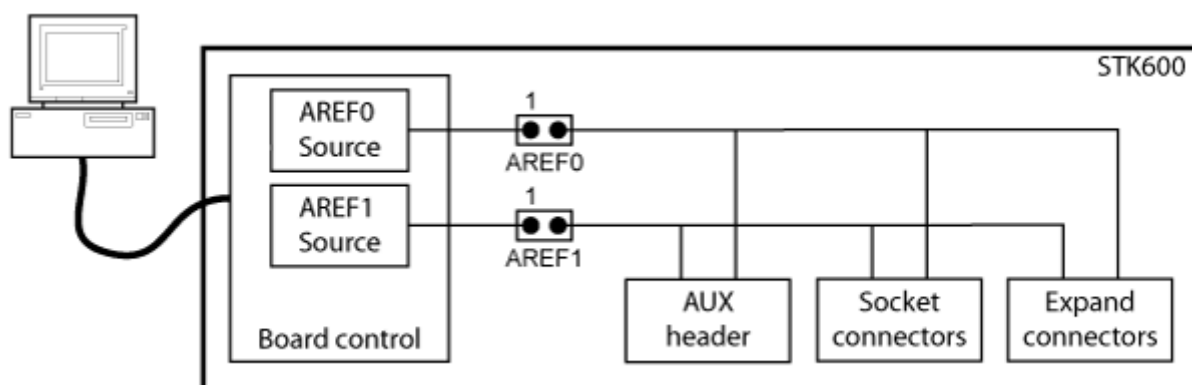 STK600
AREF0
Source
1
AREF0
AREF1
Source
1
AREF1
Board control
AUX
header
Socket
connectors
Expand
connectors